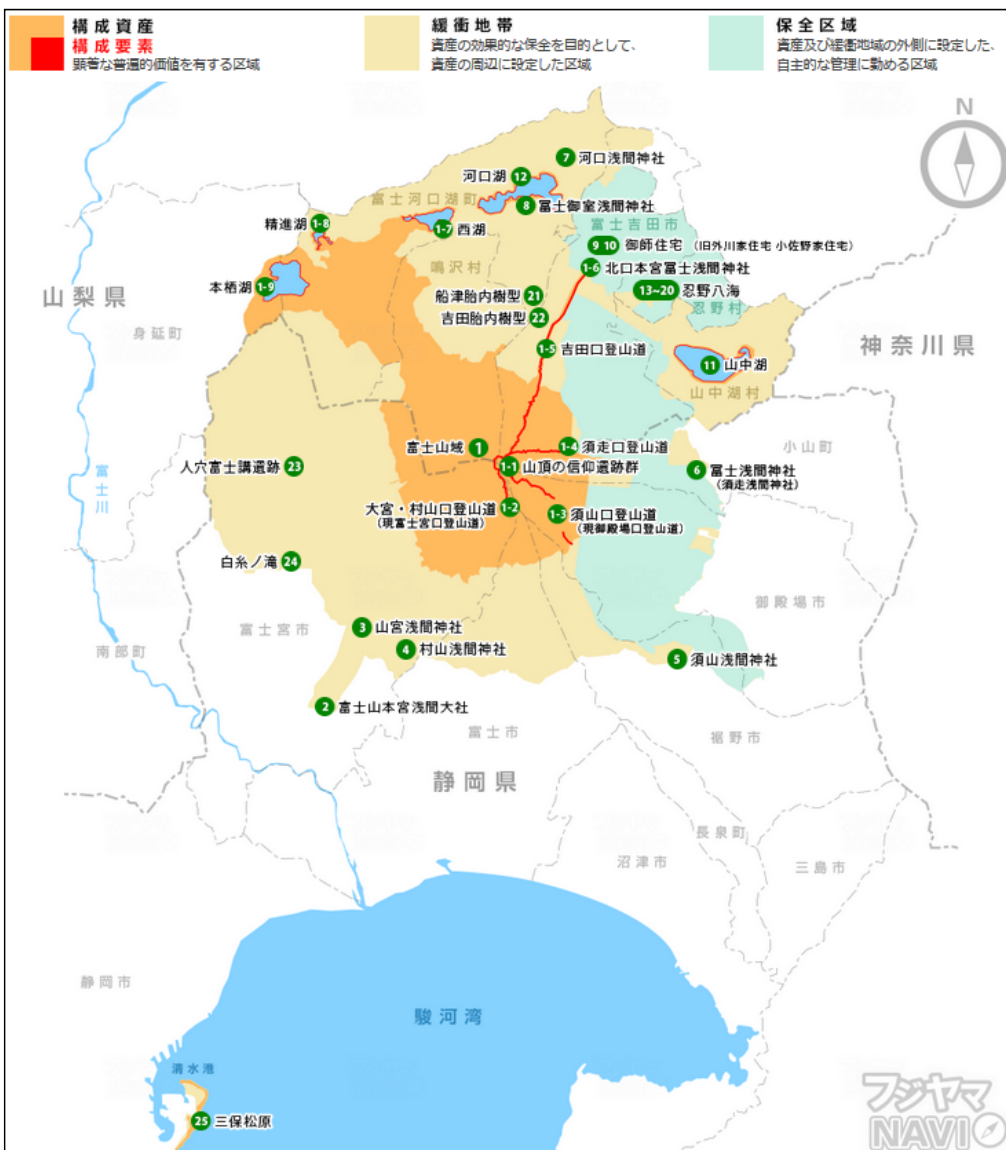 構成資産
構成要素
顕著な普遍的価値を有する区域
緩衝地帯
資産の効果的な保全を目的として、
資産の周辺に設定した区域
保全区域
資産及び緩衝地域の外側に設定した、
自主的な管理に勤める区域
N
7 河口浅間神社
河口湖 12
富士河口湖町
8 冨士御室浅間神社
精進湖 1-8
1-7 西湖
富士吉田市
9 10 御師住宅 (旧外川家住宅 小佐野家住宅)
鳴沢村
1-6 北口本宮冨士浅間神社
本栖湖 1-9
山梨県
船津胎内樹型 21
13~20 忍野八海
忍野村
吉田胎内樹型 22
身延町
神奈川県
1-5 吉田口登山道
11 山中湖
山中湖村
富士山域 1
1-4 須走口登山道
小山町
人穴富士講遺跡 23
1-1 山頂の信仰遺跡群
6 冨士浅間神社
(須走浅間神社)
富士川
大宮・村山口登山道 1-2
(現富士宮口登山道)
1-3 須山口登山道
(現御殿場口登山道)
白糸ノ滝 24
御殿場市
富士宮市
3 山宮浅間神社
南部町
4 村山浅間神社
5 須山浅間神社
2 富士山本宮浅間大社
富士市
裾野市
静岡県
長泉町
沼津市
三島市
静岡市
駿河湾
清水港
25 三保松原
フジヤマ
NAVI